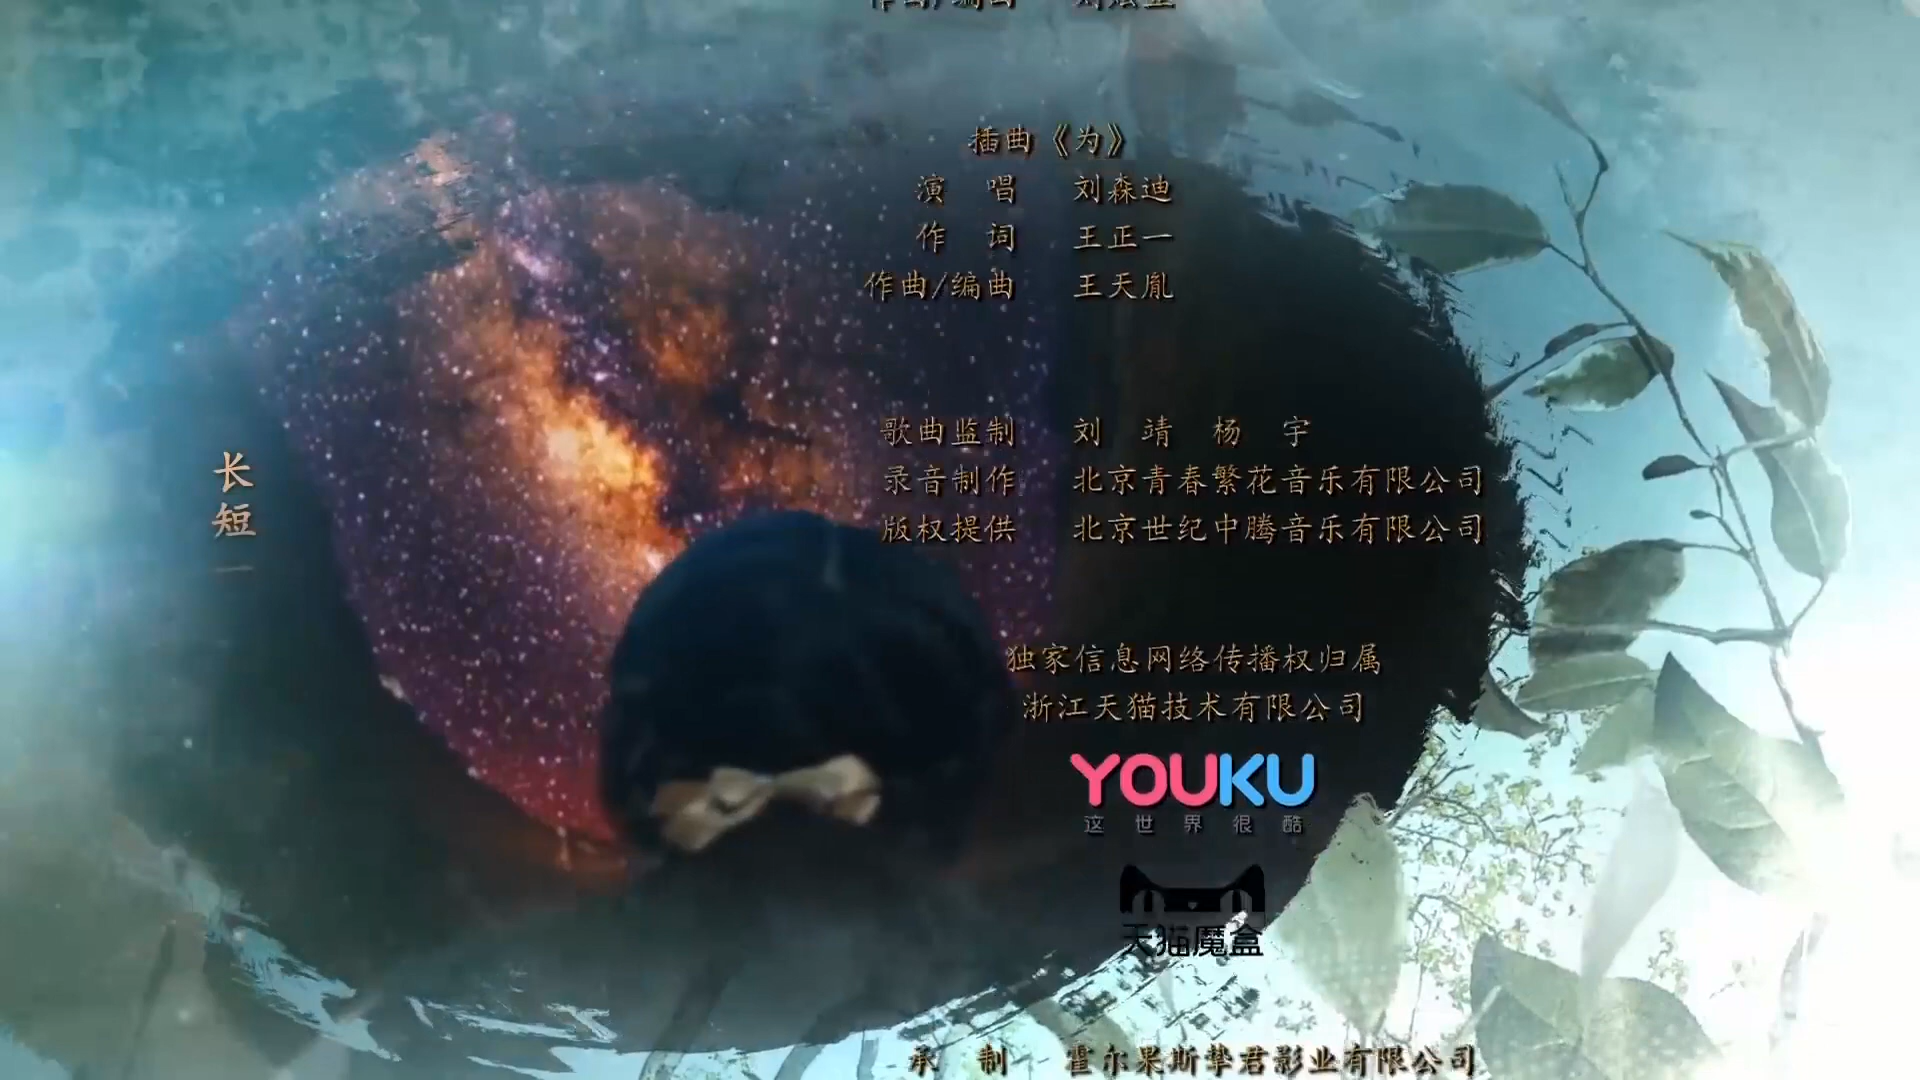 作曲/编曲
插曲《为》
演 唱 刘森迪
作 词 王正一
作曲/编曲 王天胤
歌曲监制 刘 靖 杨 宇
录音制作 北京青春繁花音乐有限公司
版权提供 北京世纪中腾音乐有限公司
长短一
独家信息网络传播权归属
浙江天猫技术有限公司
YOUKU
这世界很酷
天猫魔盒
承 制 霍尔果斯挚君影业有限公司